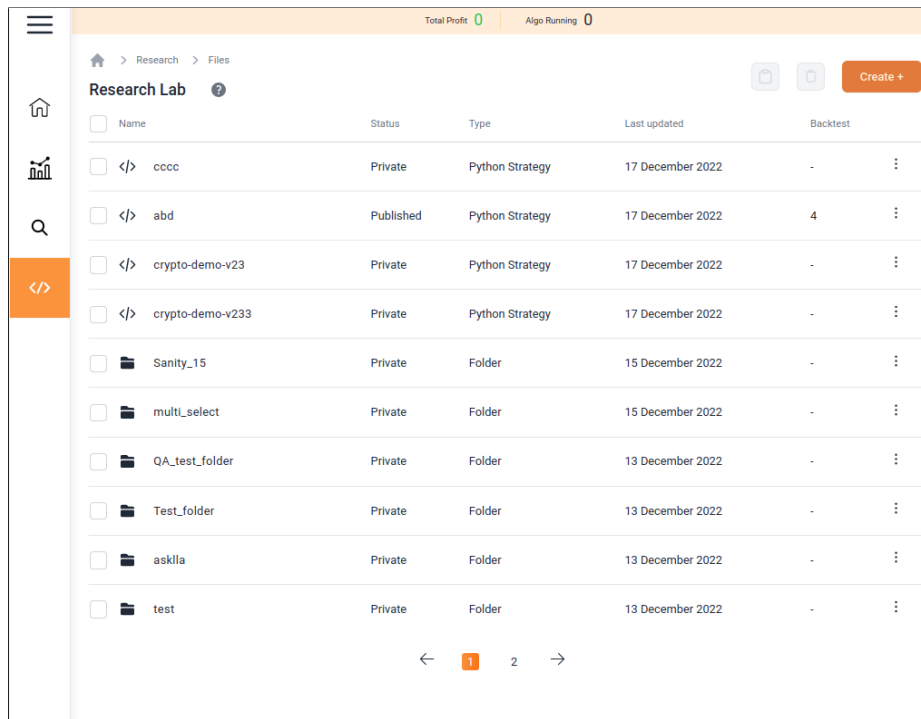 Total Profit 0 Algo Running 0
Research > Files
Research Lab ?
Create +
Name Status Type Last updated Backtest
</> cccc Private Python Strategy 17 December 2022 -
</> abd Published Python Strategy 17 December 2022 4
</> crypto-demo-v23 Private Python Strategy 17 December 2022 -
</> crypto-demo-v233 Private Python Strategy 17 December 2022 -
Sanity_15 Private Folder 15 December 2022 -
multi_select Private Folder 15 December 2022 -
QA_test_folder Private Folder 13 December 2022 -
Test_folder Private Folder 13 December 2022 -
asklla Private Folder 13 December 2022 -
test Private Folder 13 December 2022 -
1 2